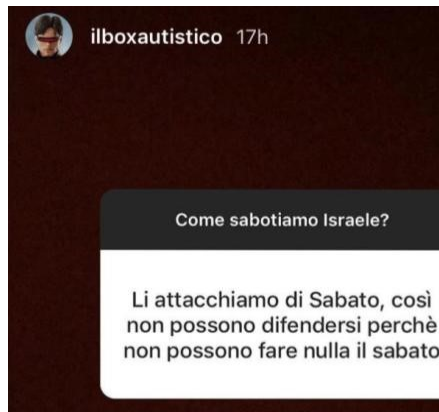 ilboxautistico 17h
Come sabotiamo Israele?
Li attacchiamo di Sabato, così
non possono difendersi perchè
non possono fare nulla il sabato